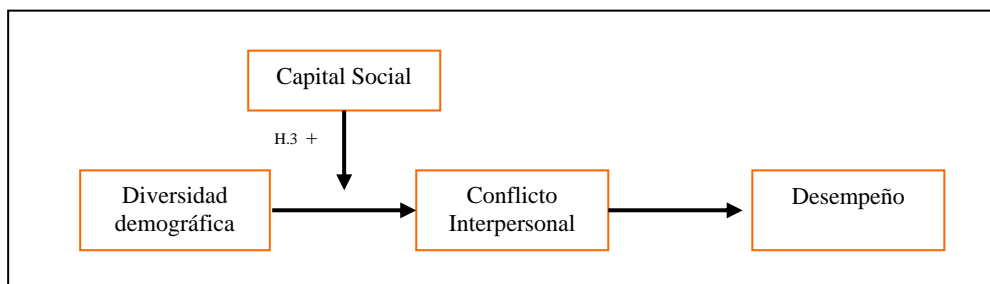 Capital Social
H.3 +
Diversidad
demográfica
Conflicto
Interpersonal
Desempeño